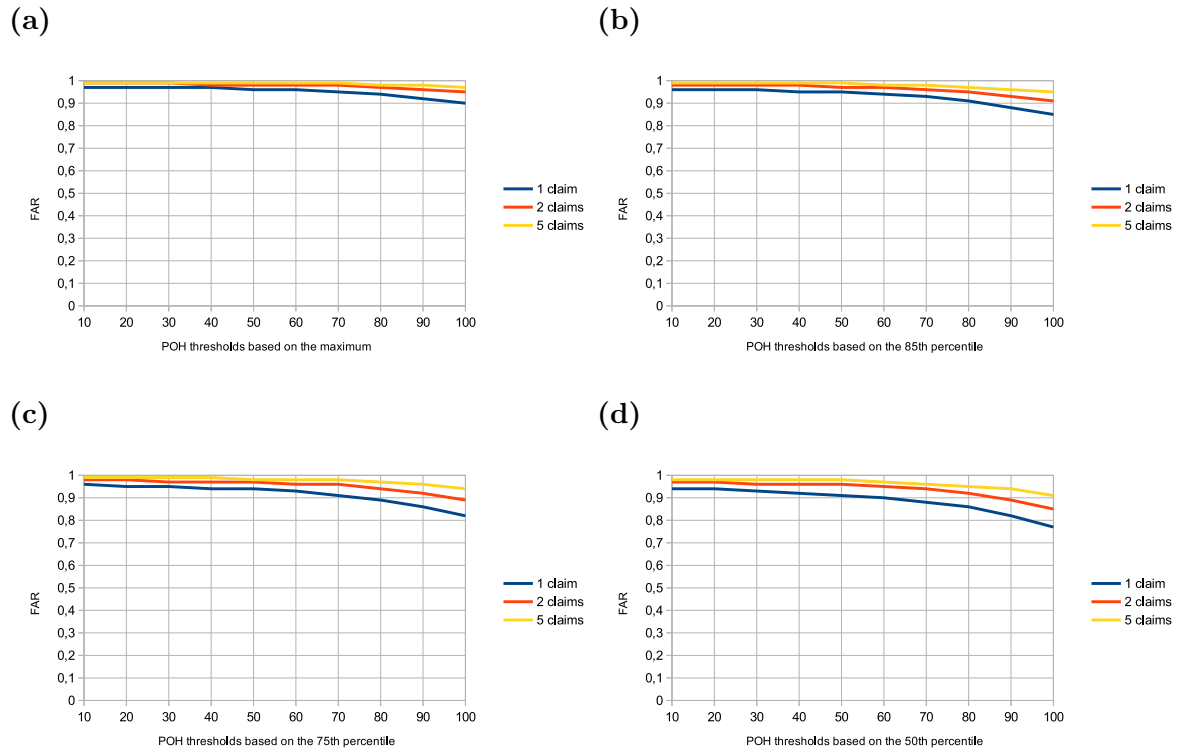 (a)
1
0,9
0,8
0,7
0,6
0,5
0,4
0,3
0,2
0,1
0
FAR
10 20 30 40 50 60 70 80 90 100
POH thresholds based on the maximum
1 claim
2 claims
5 claims
(b)
1
0,9
0,8
0,7
0,6
0,5
0,4
0,3
0,2
0,1
0
FAR
10 20 30 40 50 60 70 80 90 100
POH thresholds based on the 85th percentile
1 claim
2 claims
5 claims
(c)
1
0,9
0,8
0,7
0,6
0,5
0,4
0,3
0,2
0,1
0
FAR
10 20 30 40 50 60 70 80 90 100
POH thresholds based on the 75th percentile
1 claim
2 claims
5 claims
(d)
1
0,9
0,8
0,7
0,6
0,5
0,4
0,3
0,2
0,1
0
FAR
10 20 30 40 50 60 70 80 90 100
POH thresholds based on the 50th percentile
1 claim
2 claims
5 claims